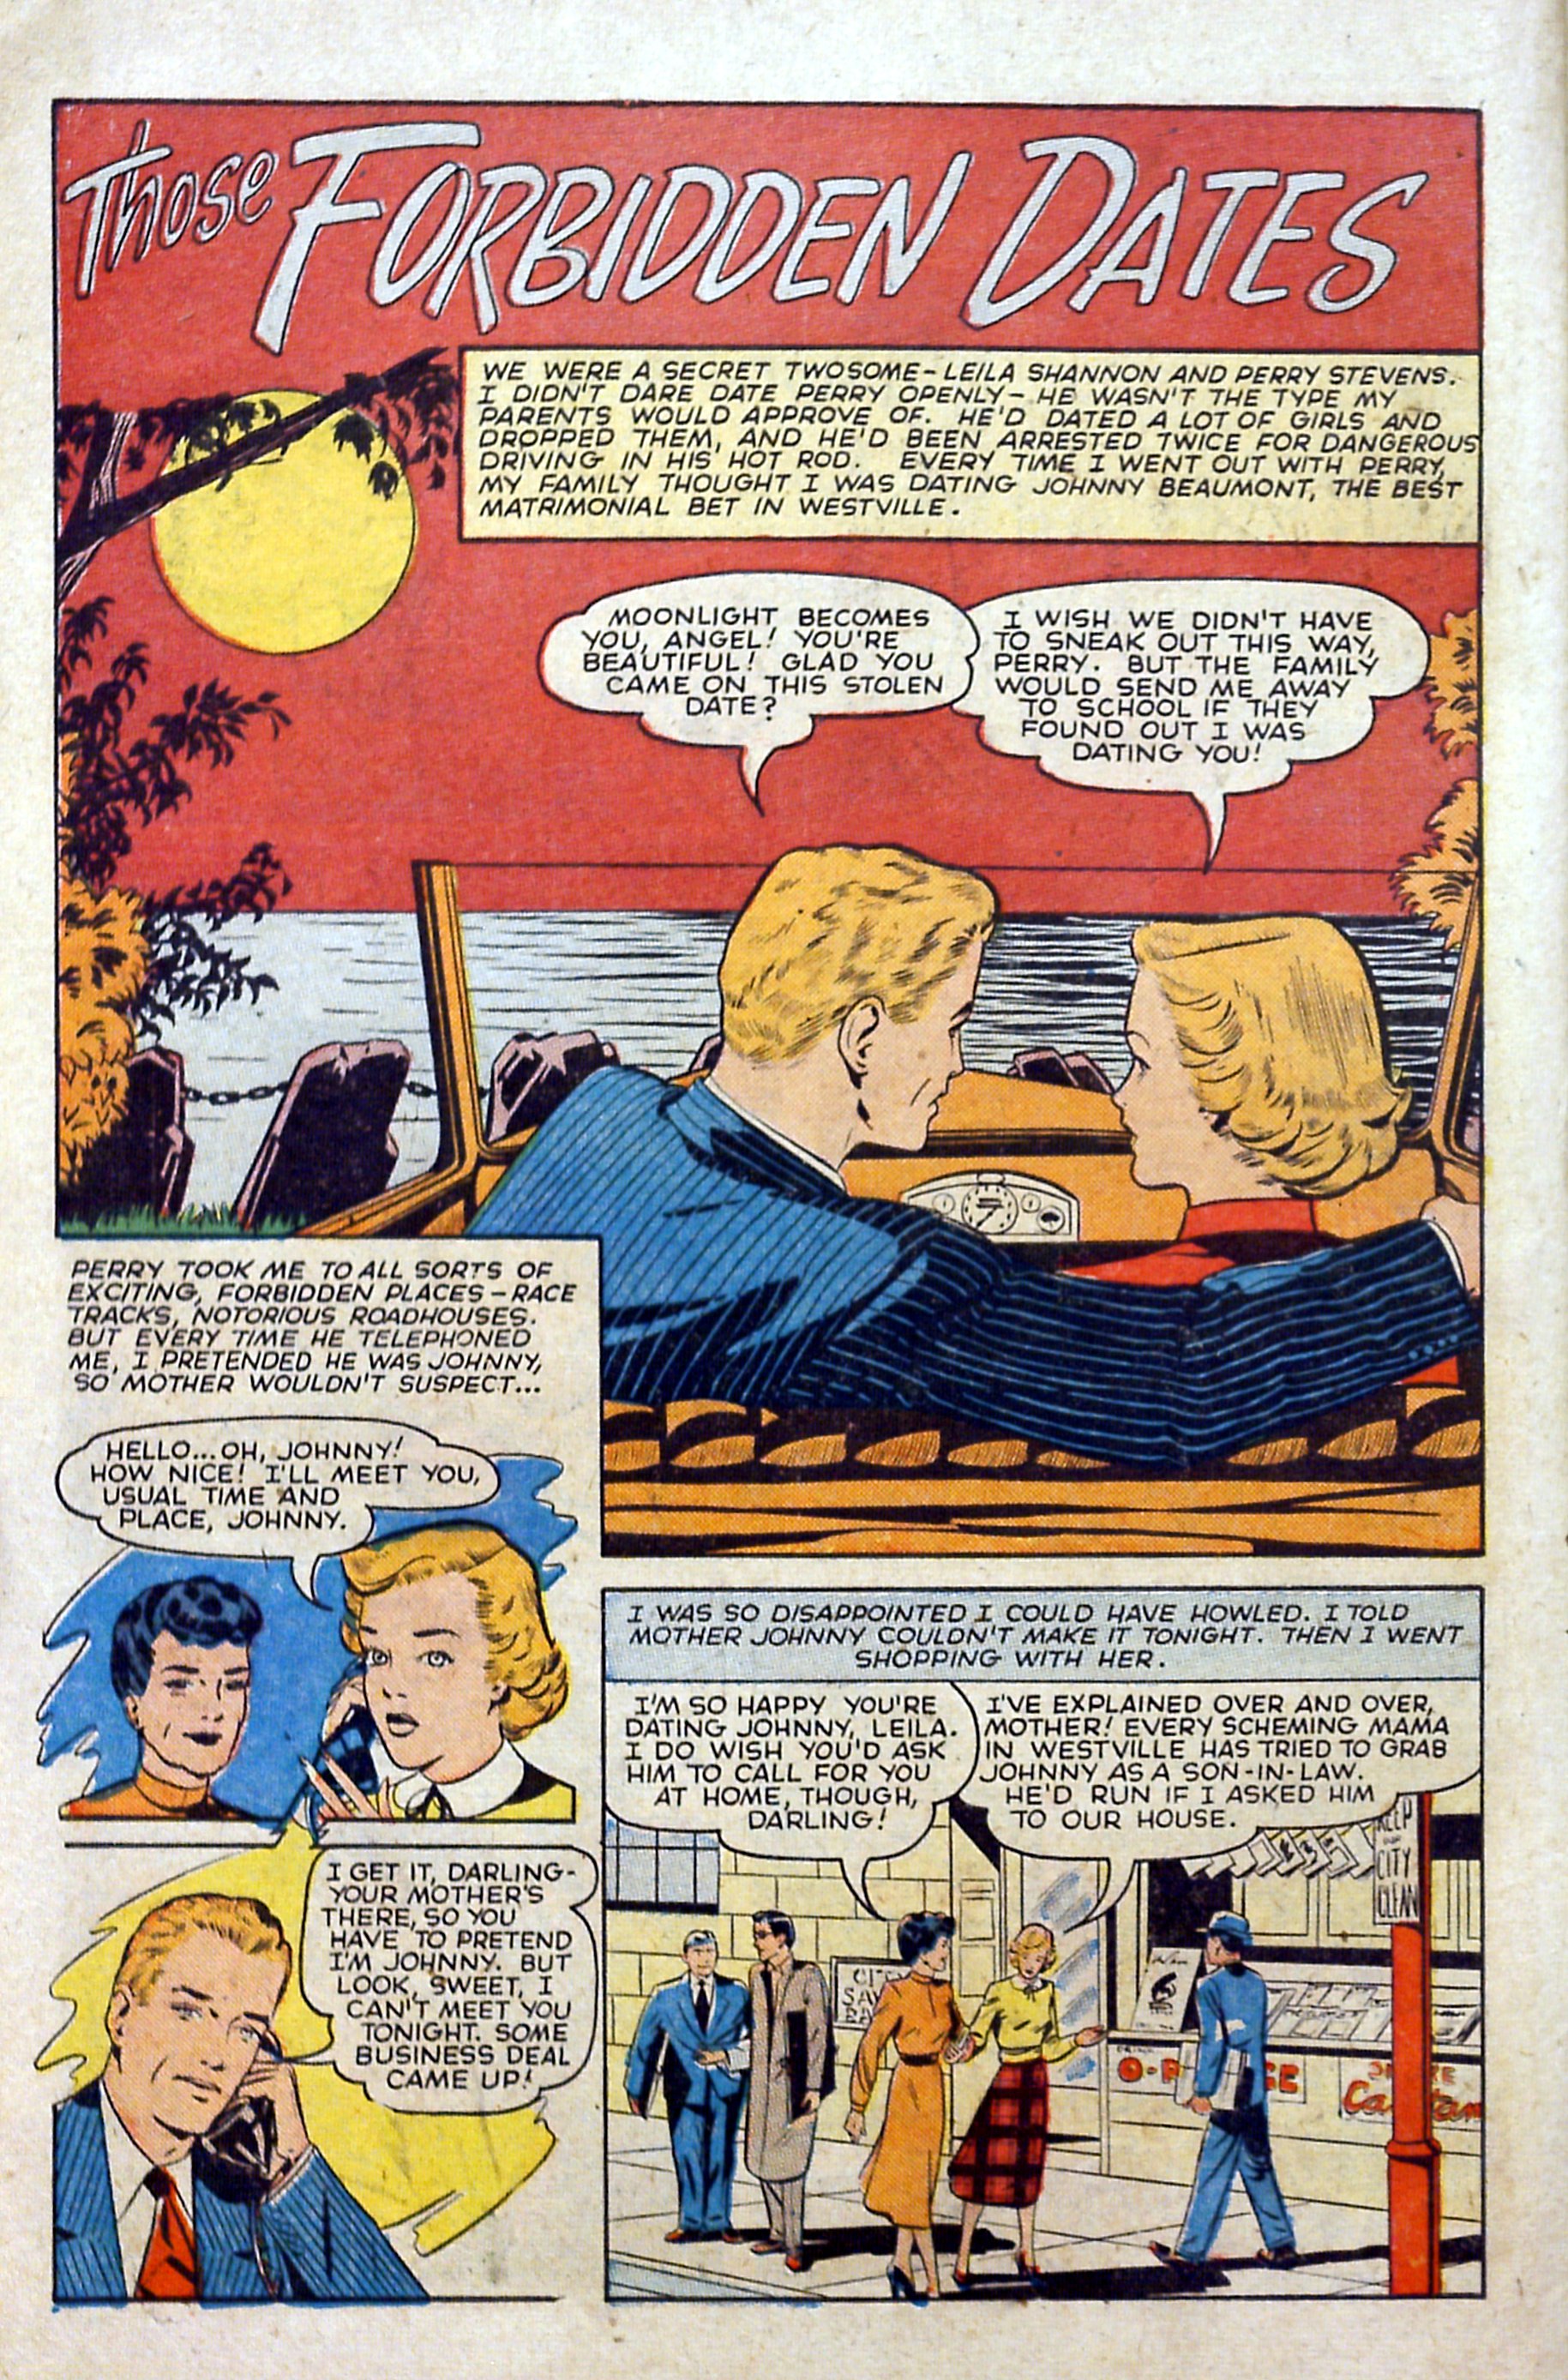 Those FORBIDDEN DATES
WE WERE A SECRET TWOSOME - LEILA SHANNON AND PERRY STEVENS.
I DIDN'T DARE DATE PERRY OPENLY - HE WASN'T THE TYPE MY
PARENTS WOULD APPROVE OF. HE'D DATED A LOT OF GIRLS AND
DROPPED THEM, AND HE'D BEEN ARRESTED TWICE FOR DANGEROUS
DRIVING IN HIS HOT ROD. EVERY TIME I WENT OUT WITH PERRY,
MY FAMILY THOUGHT I WAS DATING JOHNNY BEAUMONT, THE BEST
MATRIMONIAL BET IN WESTVILLE.
MOONLIGHT BECOMES
YOU, ANGEL! YOU'RE
BEAUTIFUL! GLAD YOU
CAME ON THIS STOLEN
DATE?
I WISH WE DIDN'T HAVE
TO SNEAK OUT THIS WAY,
PERRY. BUT THE FAMILY
WOULD SEND ME AWAY
TO SCHOOL IF THEY
FOUND OUT I WAS
DATING YOU!
PERRY TOOK ME TO ALL SORTS OF
EXCITING, FORBIDDEN PLACES - RACE
TRACKS, NOTORIOUS ROADHOUSES.
BUT EVERY TIME HE TELEPHONED
ME, I PRETENDED HE WAS JOHNNY,
SO MOTHER WOULDN'T SUSPECT...
HELLO... OH, JOHNNY!
HOW NICE! I'LL MEET YOU,
USUAL TIME AND
PLACE, JOHNNY.
I GET IT, DARLING-
YOUR MOTHER'S
THERE, SO YOU
HAVE TO PRETEND
I'M JOHNNY. BUT
LOOK, SWEET, I
CAN'T MEET YOU
TONIGHT. SOME
BUSINESS DEAL
CAME UP!
I WAS SO DISAPPOINTED I COULD HAVE HOWLED. I TOLD
MOTHER JOHNNY COULDN'T MAKE IT TONIGHT. THEN I WENT
SHOPPING WITH HER.
I'M SO HAPPY YOU'RE
DATING JOHNNY, LEILA.
I DO WISH YOU'D ASK
HIM TO CALL FOR YOU
AT HOME, THOUGH,
DARLING!
I'VE EXPLAINED OVER AND OVER,
MOTHER! EVERY SCHEMING MAMA
IN WESTVILLE HAS TRIED TO GRAB
JOHNNY AS A SON-IN-LAW.
HE'D RUN IF I ASKED HIM
TO OUR HOUSE.
KEEP
OUR
CITY
CLEAN